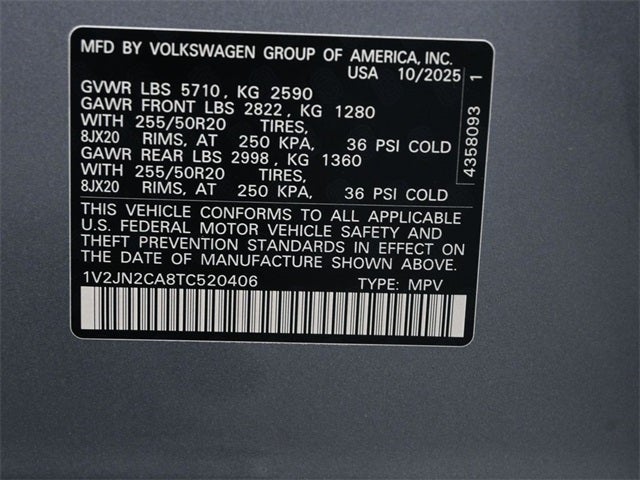 MFD BY VOLKSWAGEN GROUP OF AMERICA, INC.
USA 10/2025
GVWR LBS 5710, KG 2590
GAWR FRONT LBS 2822, KG 1280
WITH 255/50R20 TIRES,
8JX20 RIMS, AT 250 KPA, 36 PSI COLD
GAWR REAR LBS 2998, KG 1360
WITH 255/50R20 TIRES,
8JX20 RIMS, AT 250 KPA, 36 PSI COLD
THIS VEHICLE CONFORMS TO ALL APPLICABLE
U.S. FEDERAL MOTOR VEHICLE SAFETY AND
THEFT PREVENTION STANDARDS IN EFFECT ON
THE DATE OF MANUFACTURE SHOWN ABOVE.
1V2JN2CA8TC520406 TYPE: MPV
4358093 1